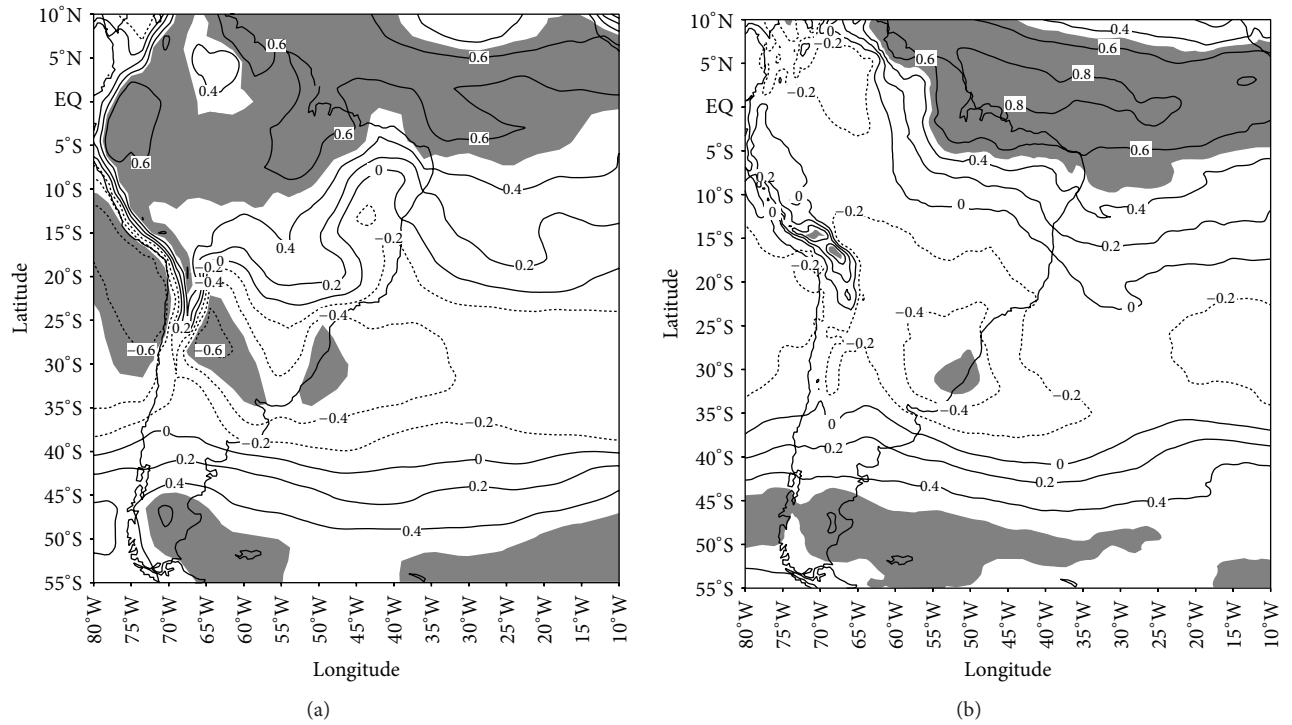 10°N
5°N
EQ
5°S
10°S
15°S
20°S
25°S
30°S
35°S
40°S
45°S
50°S
55°S
Latitude
80°W
75°W
70°W
65°W
60°W
55°W
50°W
45°W
40°W
35°W
30°W
25°W
20°W
15°W
10°W
Longitude
0.6
0.6
0.4
0.6
0.6
0.6
0
0.4
−0.2
0.4
0.2
0.2
0
−0.2
−0.4
−0.4
0.2
−0.6
−0.6
−0.4
−0.2
−0.2
0
0
0.2
0.2
0.4
0.4
(a)
10°N
5°N
EQ
5°S
10°S
15°S
20°S
25°S
30°S
35°S
40°S
45°S
50°S
55°S
Latitude
80°W
75°W
70°W
65°W
60°W
55°W
50°W
45°W
40°W
35°W
30°W
25°W
20°W
15°W
10°W
Longitude
0.4
−0.2
0.6
0.6
0.8
−0.2
0.8
0.4
0.6
0.2
0
0
−0.2
0
0.4
−0.2
0.2
0
−0.4
−0.2
−0.2
−0.2
−0.4
0
0.2
0
0.2
0.4
0.4
(b)